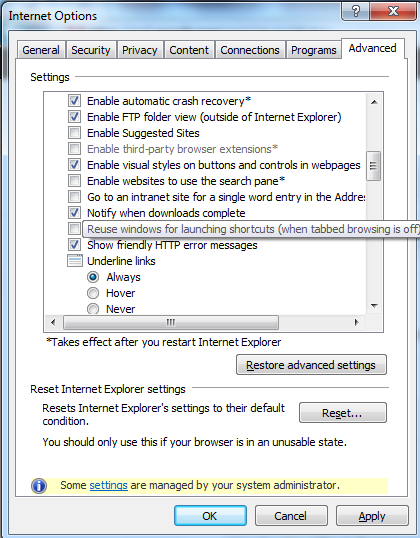 Internet Options
General Security Privacy Content Connections Programs Advanced
Settings
Enable automatic crash recovery*
Enable FTP folder view (outside of Internet Explorer)
Enable Suggested Sites
Enable third-party browser extensions*
Enable visual styles on buttons and controls in webpages
Enable websites to use the search pane*
Go to an intranet site for a single word entry in the Addre
Notify when downloads complete
Reuse windows for launching shortcuts (when tabbed browsing is off)
Show friendly HTTP error messages
Underline links
Always
Hover
Never
*Takes effect after you restart Internet Explorer
Restore advanced settings
Reset Internet Explorer settings
Resets Internet Explorer's settings to their default
condition.
Reset...
You should only use this if your browser is in an unusable state.
Some settings are managed by your system administrator.
OK Cancel Apply